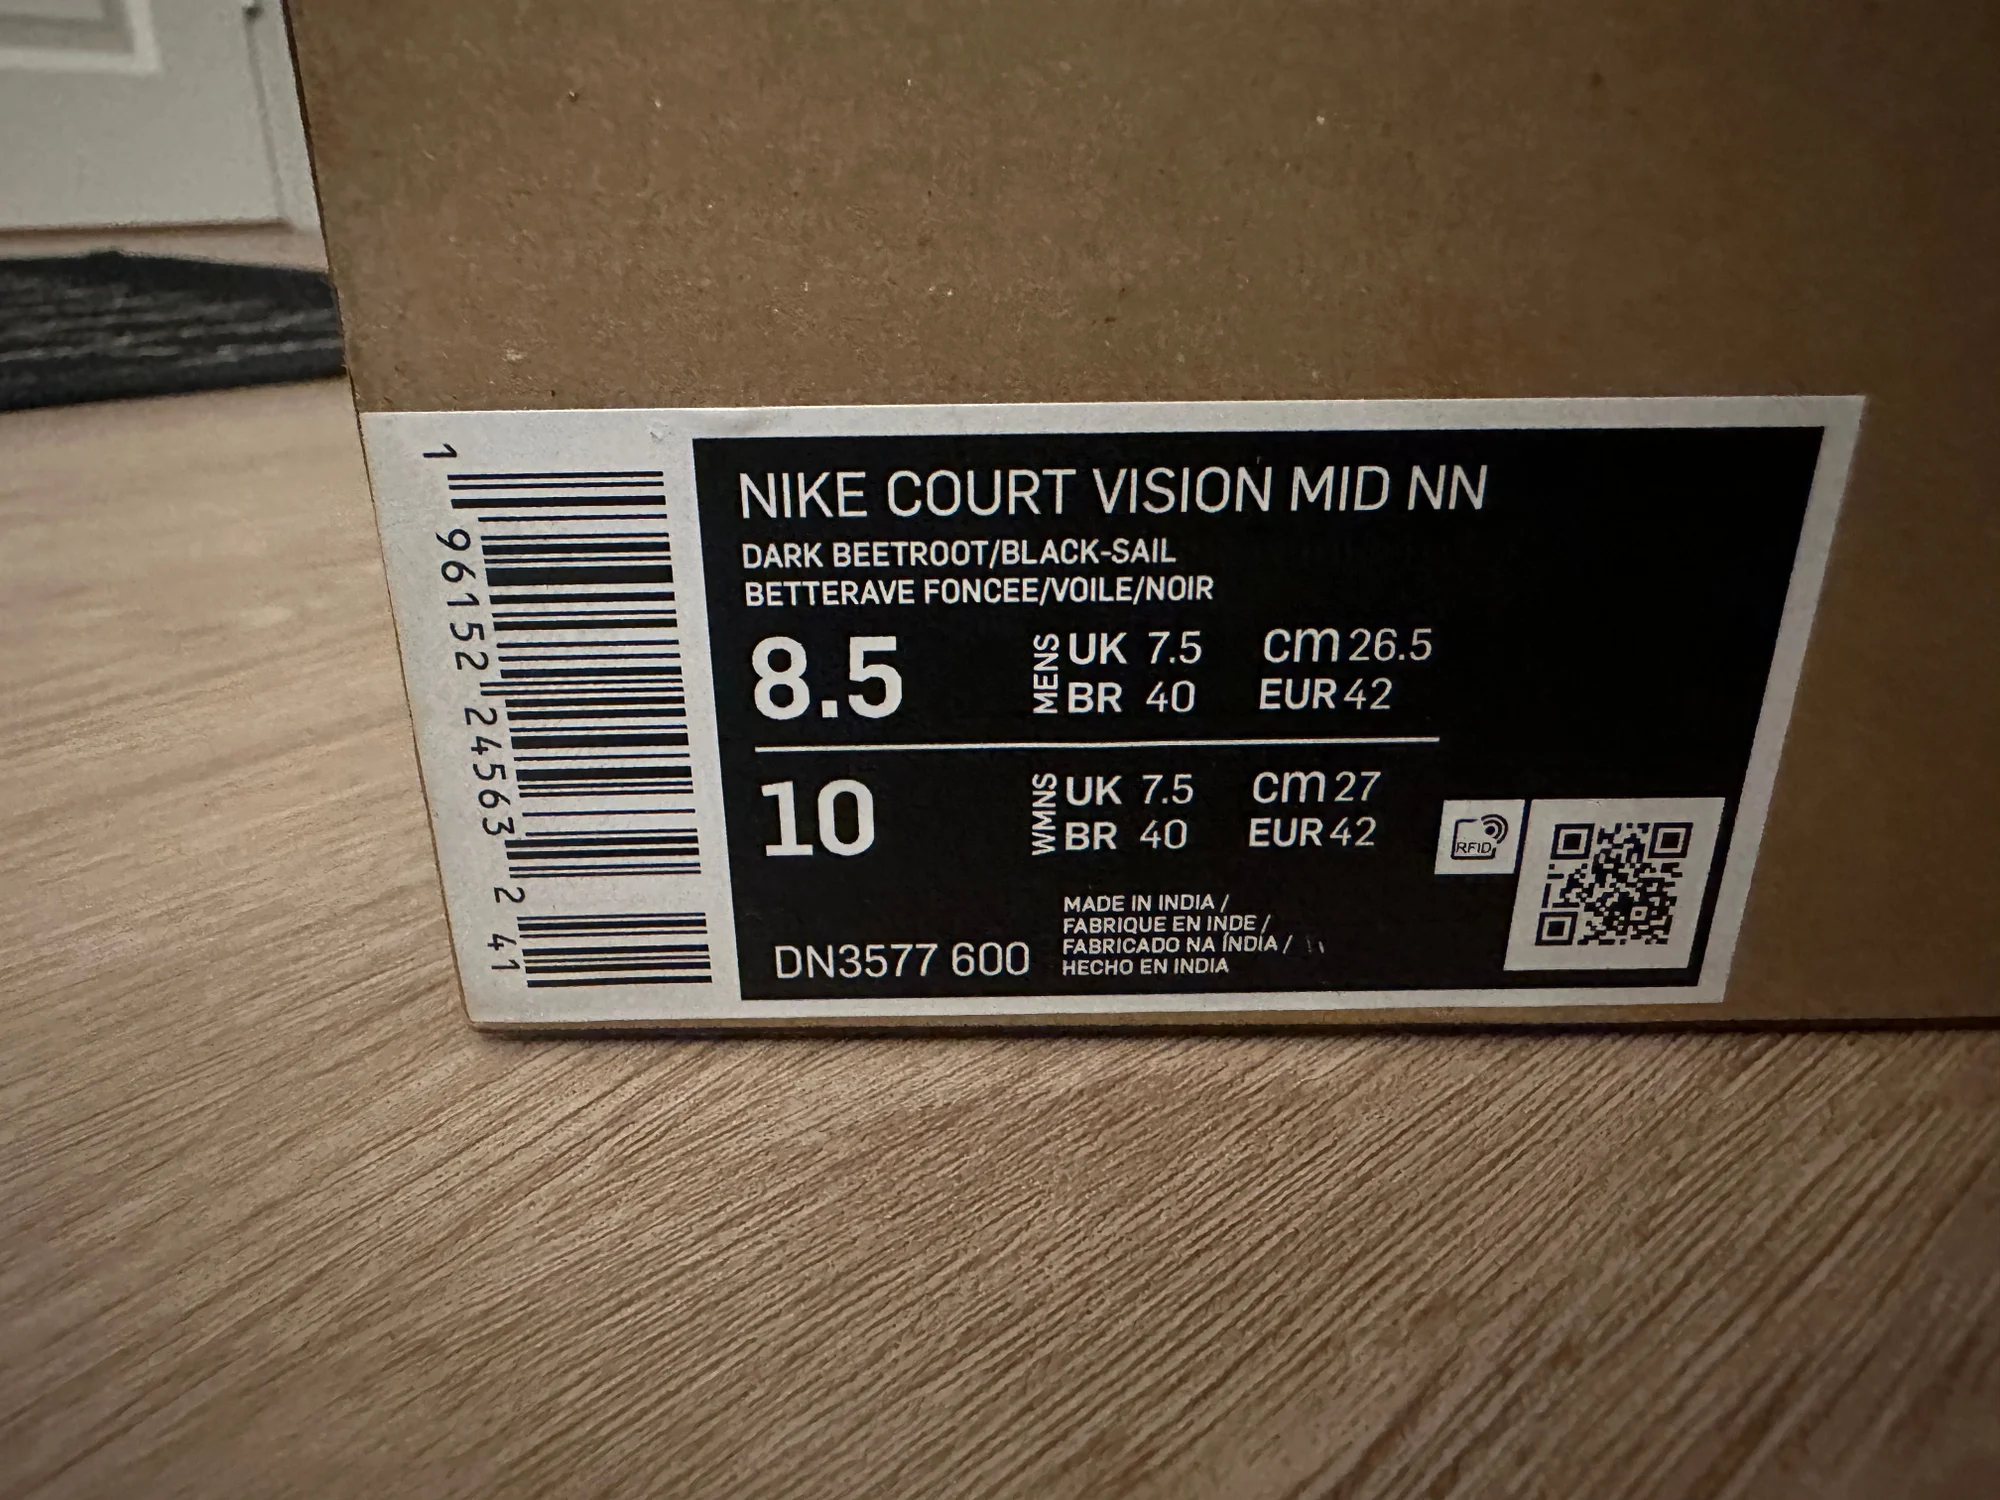 1 96152 24563 2 41
NIKE COURT VISION MID NN
DARK BEETROOT/BLACK-SAIL
BETTERAVE FONCEE/VOILE/NOIR
8.5 MENS UK 7.5 cm 26.5
BR 40 EUR 42
10 WMNS UK 7.5 cm 27
BR 40 EUR 42
RFID
MADE IN INDIA /
FABRIQUE EN INDE /
FABRICADO NA ÍNDIA /
HECHO EN INDIA
DN3577 600